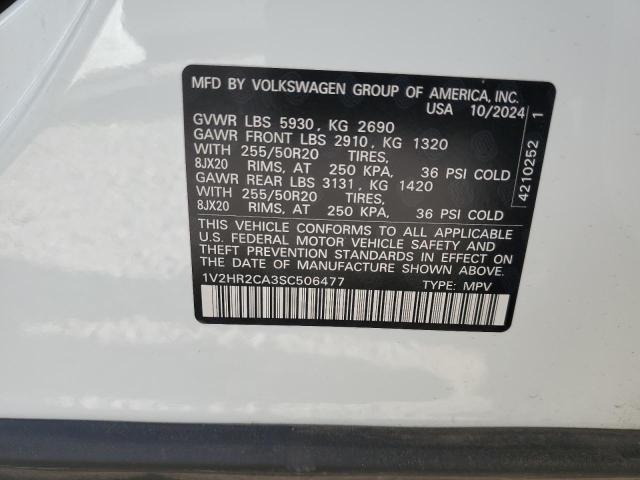 MFD BY VOLKSWAGEN GROUP OF AMERICA, INC.
USA 10/2024
GVWR LBS 5930 , KG 2690
GAWR FRONT LBS 2910 , KG 1320
WITH 255/50R20 TIRES,
8JX20 RIMS, AT 250 KPA, 36 PSI COLD
GAWR REAR LBS 3131 , KG 1420
WITH 255/50R20 TIRES,
8JX20 RIMS, AT 250 KPA, 36 PSI COLD
THIS VEHICLE CONFORMS TO ALL APPLICABLE
U.S. FEDERAL MOTOR VEHICLE SAFETY AND
THEFT PREVENTION STANDARDS IN EFFECT ON
THE DATE OF MANUFACTURE SHOWN ABOVE.
1V2HR2CA3SC506477 TYPE: MPV
4210252 1